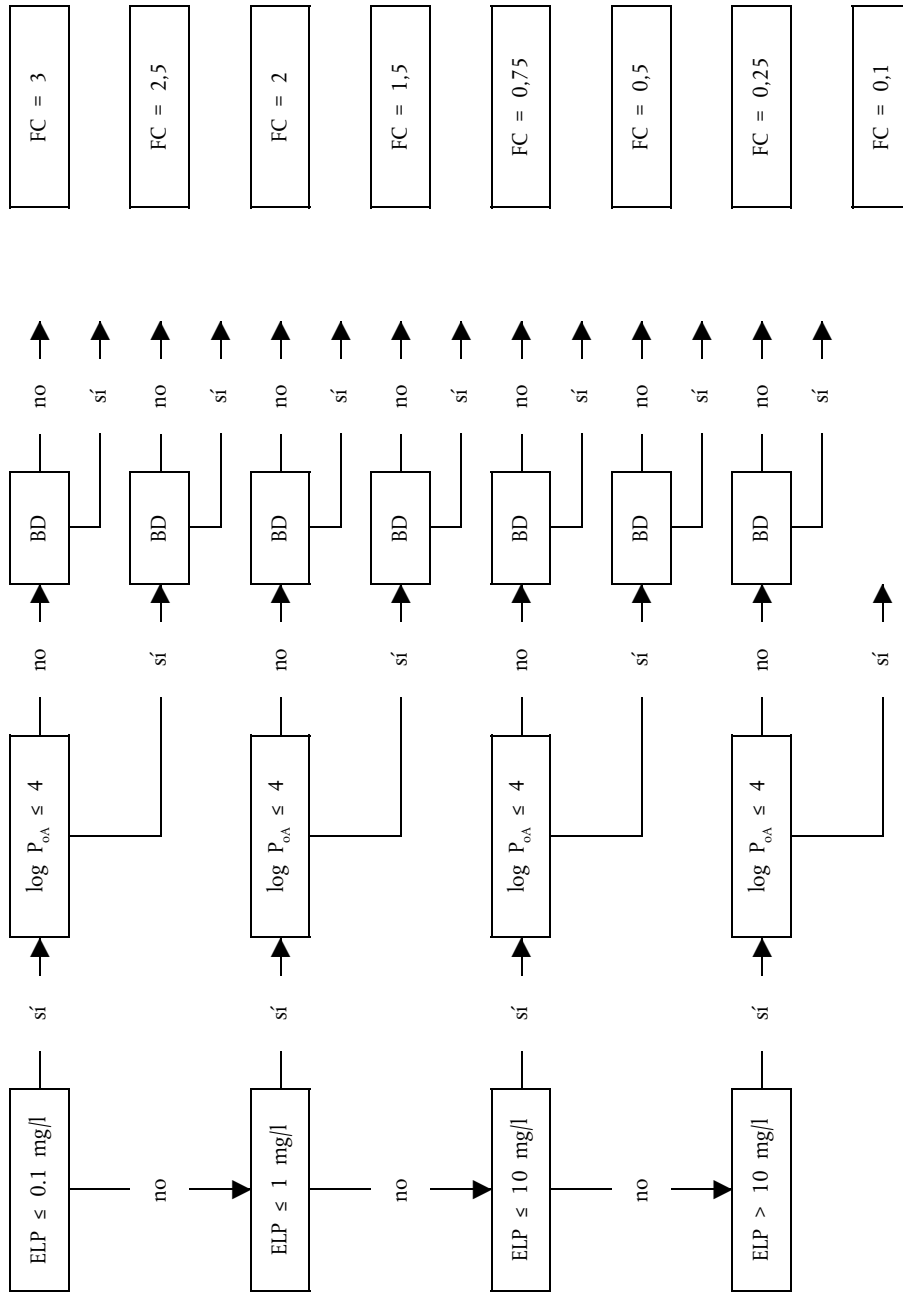 ELP ≤ 0.1 mg/l sí log P_oA ≤ 4 no BD no FC = 3
sí
no sí BD no FC = 2,5
sí
ELP ≤ 1 mg/l sí log P_oA ≤ 4 no BD no FC = 2
sí
no sí BD no FC = 1,5
sí
ELP ≤ 10 mg/l sí log P_oA ≤ 4 no BD no FC = 0,75
sí
no sí BD no FC = 0,5
sí
ELP > 10 mg/l sí log P_oA ≤ 4 no BD no FC = 0,25
sí
sí FC = 0,1